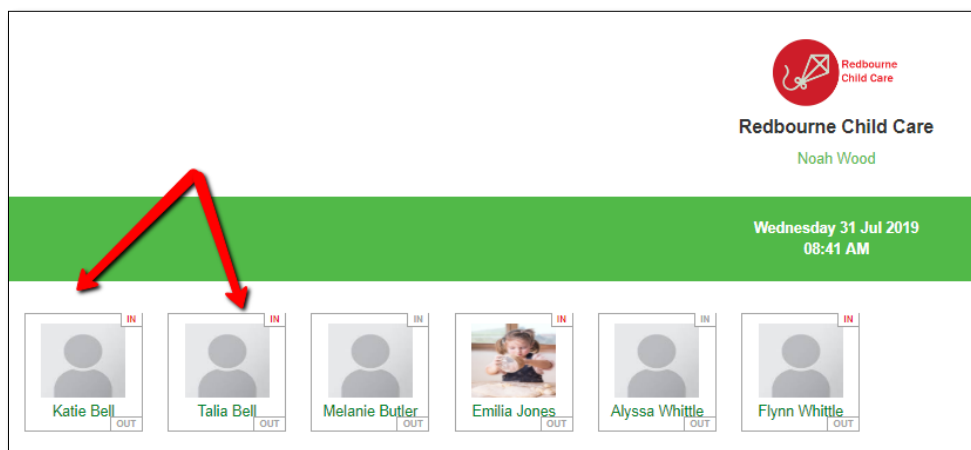 Redbourne
Child Care
Redbourne Child Care
Noah Wood
Wednesday 31 Jul 2019
08:41 AM
IN IN IN IN IN IN
Katie Bell Talia Bell Melanie Butler Emilia Jones Alyssa Whittle Flynn Whittle
OUT OUT OUT OUT OUT OUT